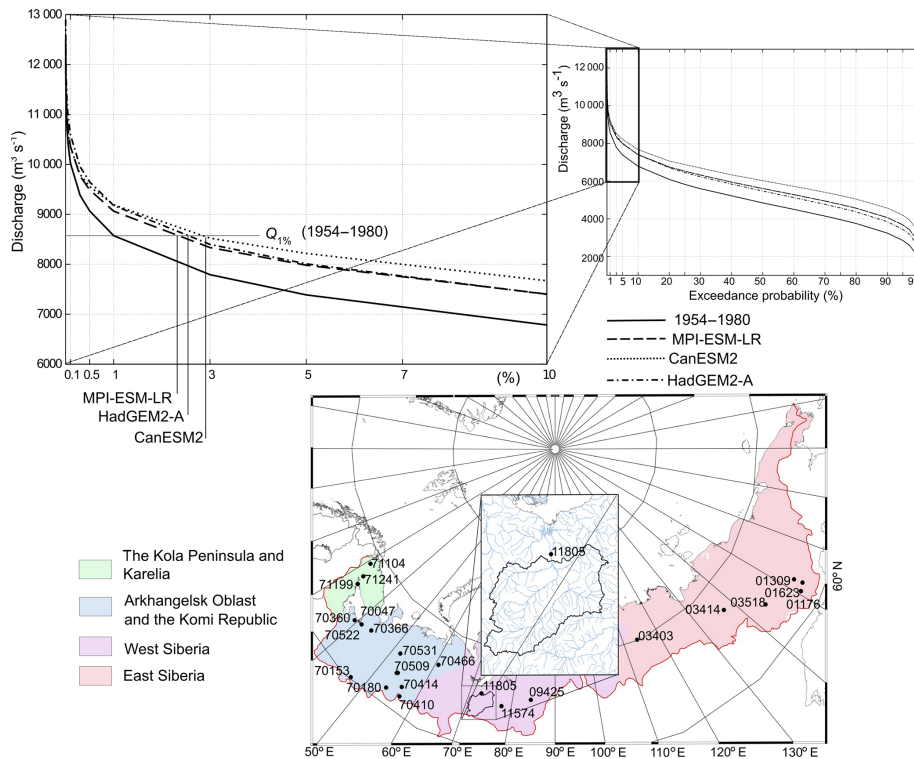 13 000
12 000
11 000
10 000
9000
8000
7000
6000
Discharge (m³ s⁻¹)
Q1% (1954–1980)
0.1 0.5 1 3 5 7 (%) 10
MPI-ESM-LR
HadGEM2-A
CanESM2
12 000
10 000
8000
6000
4000
2000
Discharge (m³ s⁻¹)
1 5 10 20 30 40 50 60 70 80 90
Exceedance probability (%)
1954–1980
MPI-ESM-LR
CanESM2
HadGEM2-A
The Kola Peninsula and
Karelia
Arkhangelsk Oblast
and the Komi Republic
West Siberia
East Siberia
71104
71241
71199
70047
70360
70522
70366
70531
70509
70466
70153
70180
70414
70410
11805
11805
09425
11574
03403
03414
03518
01309
01623
01176
60° N
50° E 60° E 70° E 80° E 90° E 100° E 110° E 120° E 130° E